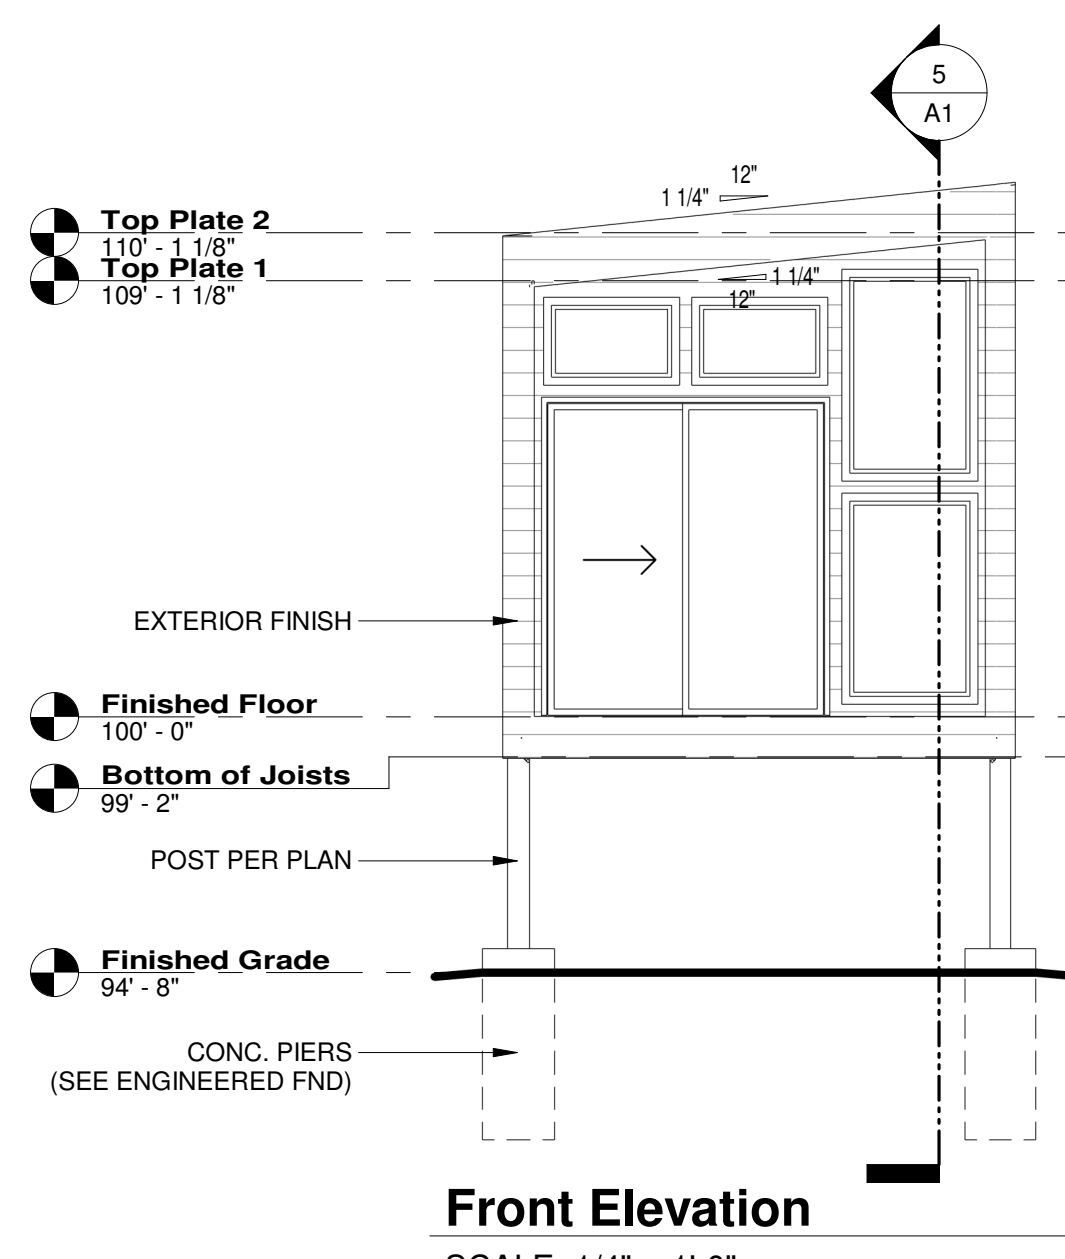 5
A1
12"
1 1/4"
Top Plate 2
110' - 1 1/8"
Top Plate 1
109' - 1 1/8"
1 1/4"
12"
EXTERIOR FINISH
Finished Floor
100' - 0"
Bottom of Joists
99' - 2"
POST PER PLAN
Finished Grade
94' - 8"
CONC. PIERS
(SEE ENGINEERED FND)
Front Elevation